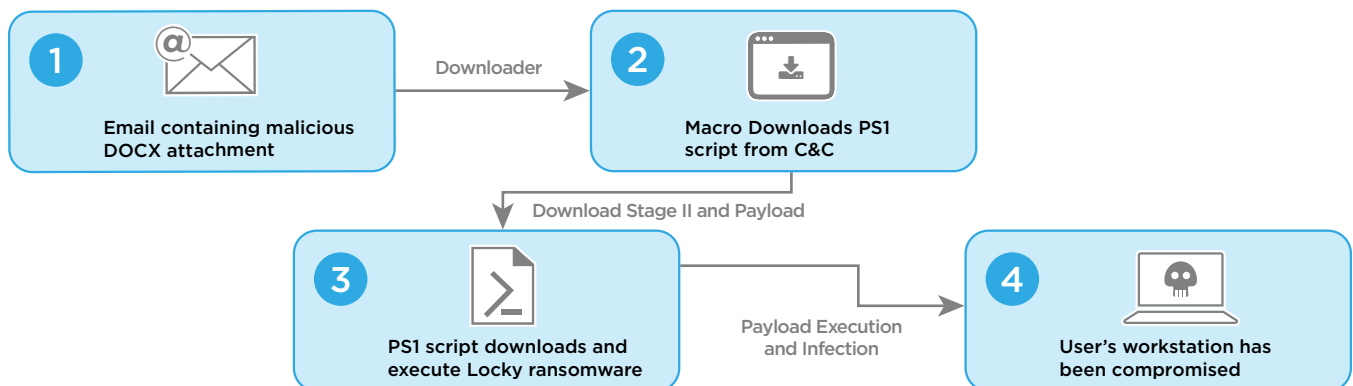 1
@
Email containing malicious
DOCX attachment
Downloader
2
Macro Downloads PS1
script from C&C
Download Stage II and Payload
3
PS1 script downloads and
execute Locky ransomware
Payload Execution
and Infection
4
User's workstation has
been compromised